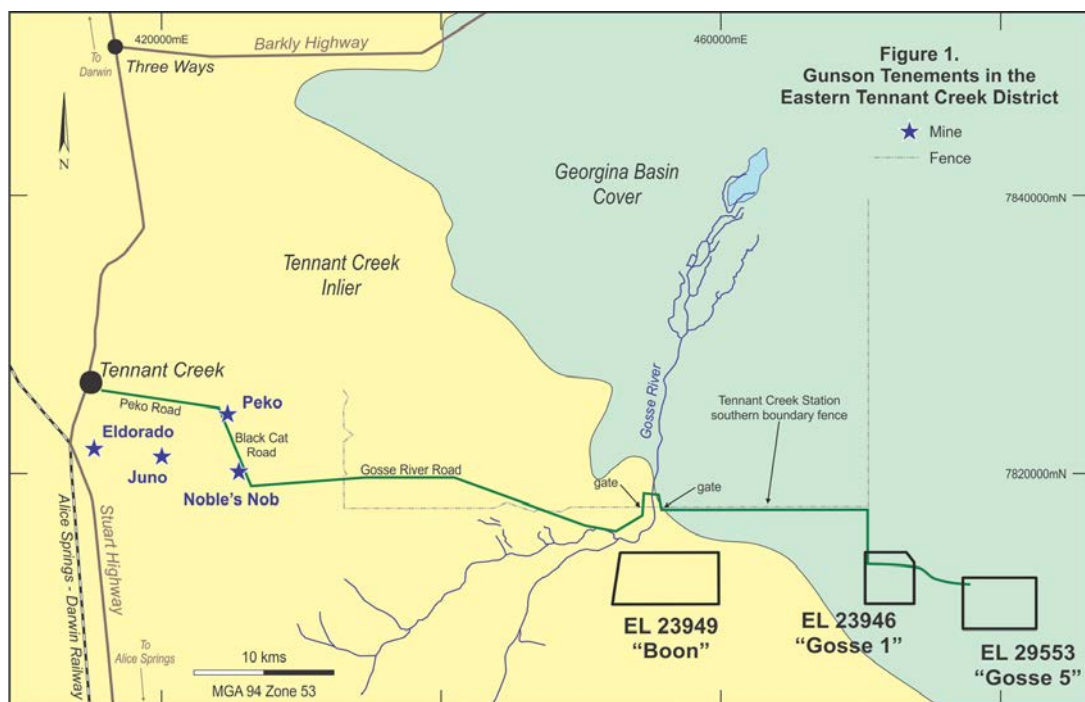 420000mE
460000mE
Barkly Highway
To
Darwin
Three Ways
Figure 1.
Gunson Tenements in the
Eastern Tennant Creek District
Mine
Fence
N
Georgina Basin
Cover
7840000mN
Tennant Creek
Inlier
Tennant Creek
Peko Road
Peko
Eldorado
Black Cat
Road
Juno
Noble's Nob
Gosse River Road
Gosse River
Tennant Creek Station
southern boundary fence
7820000mN
gate
gate
Alice Springs - Darwin Railway
Stuart Highway
To
Alice Springs
10 kms
MGA 94 Zone 53
EL 23949
“Boon”
EL 23946
“Gosse 1”
EL 29553
“Gosse 5”